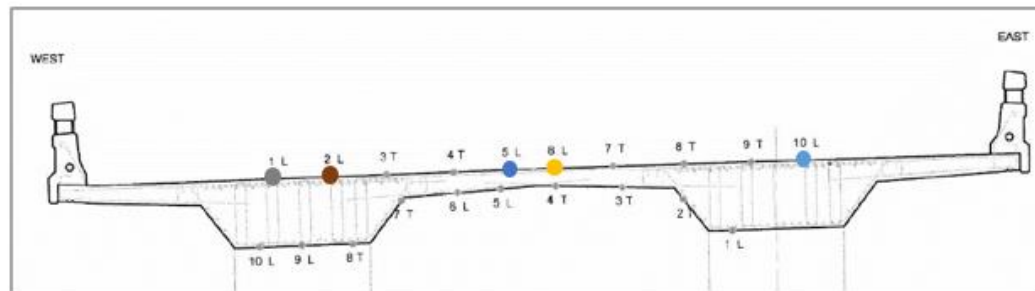 EAST
WEST
1 L 2 L 3 T 4 T 5 L 6 L 7 T 8 T 9 T 10 L
7 T 6 L 5 L 4 T 3 T 2 T
10 L 9 L 8 T 1 L